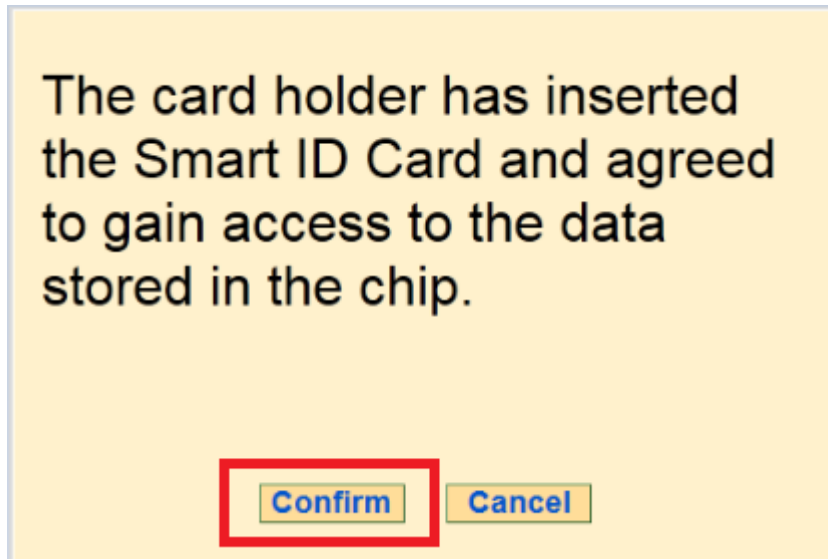 The card holder has inserted
the Smart ID Card and agreed
to gain access to the data
stored in the chip.
Confirm Cancel